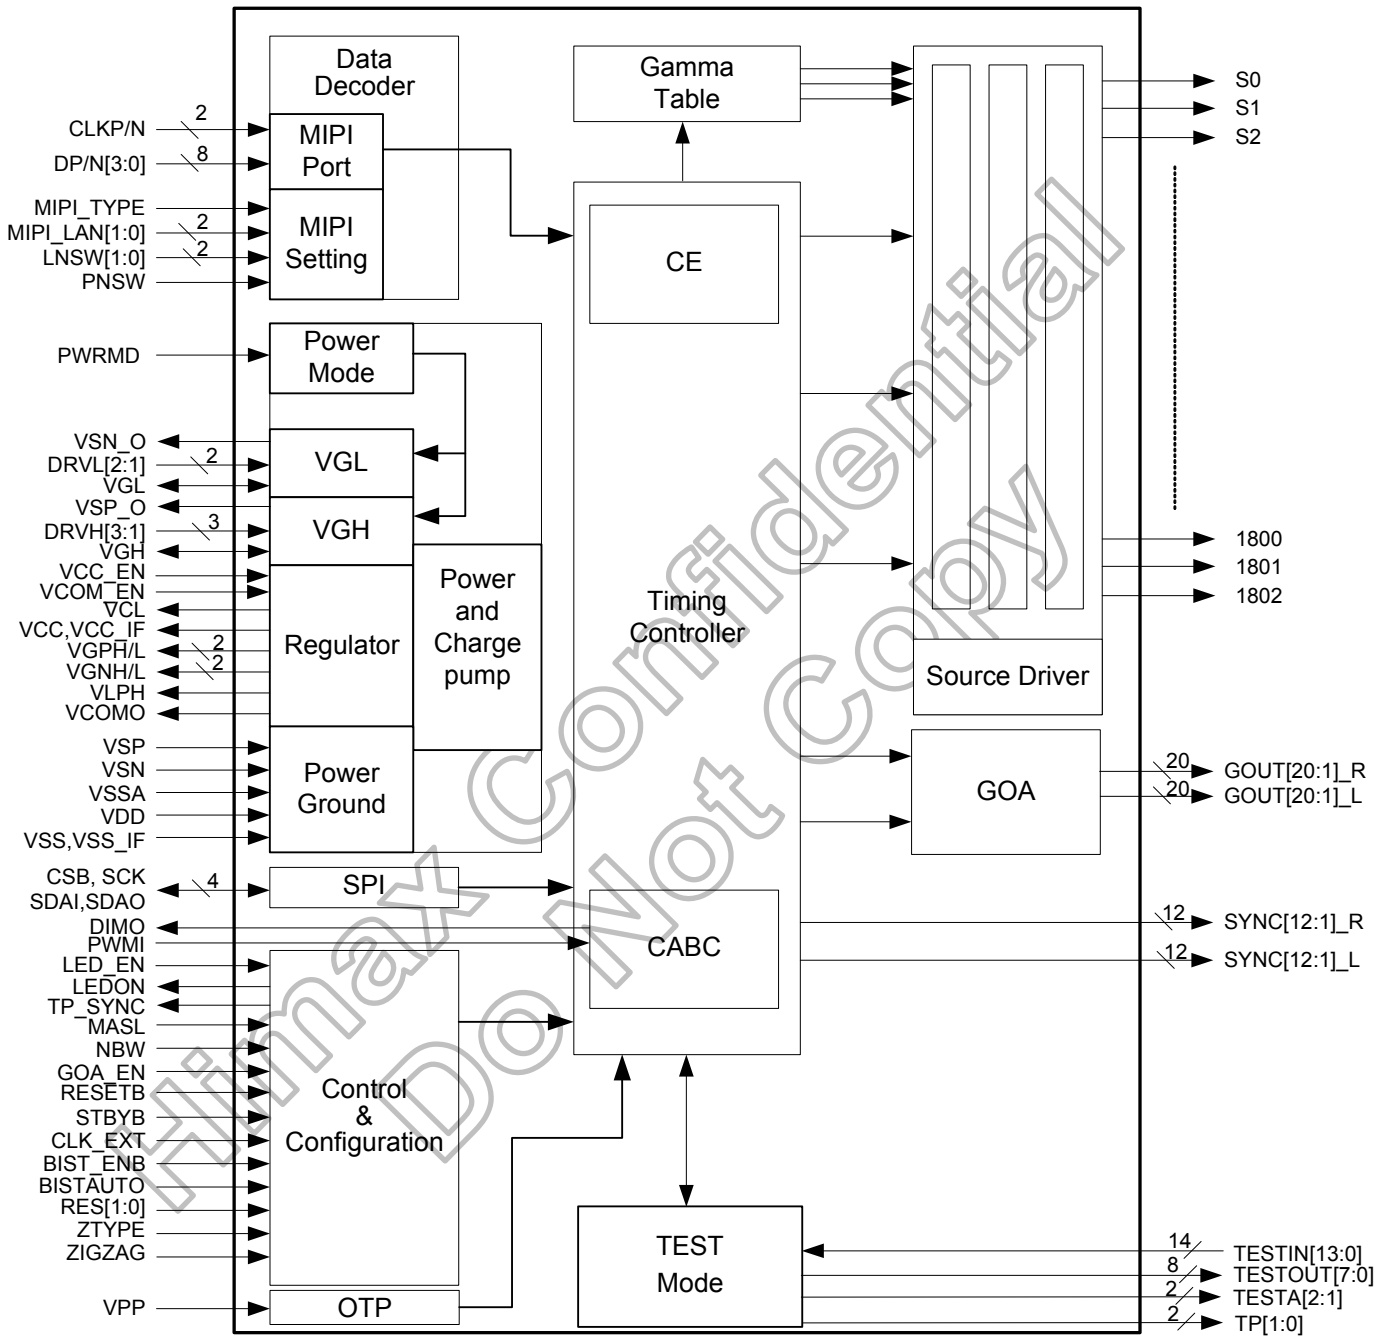 Data
Decoder
MIPI
Port
MIPI
Setting
CLKP/N
2
DP/N[3:0]
8
MIPI_TYPE
MIPI_LAN[1:0]
2
LNSW[1:0]
2
PNSW
Power
Mode
PWRMD
VGL
VGH
VSN_O
DRVL[2:1]
2
VGL
VSP_O
DRVH[3:1]
3
VGH
VCC_EN
VCOM_EN
VCL
VCC,VCC_IF
VGPH/L
2
VGNH/L
2
VLPH
VCOMO
Regulator
Power
and
Charge
pump
VSP
VSN
VSSA
VDD
VSS,VSS_IF
Power
Ground
CSB, SCK
SDAI,SDAO
4
SPI
DIMO
PWMI
LED_EN
LEDON
TP_SYNC
MASL
NBW
GOA_EN
RESETB
STBYB
CLK_EXT
BIST_ENB
BISTAUTO
RES[1:0]
ZTYPE
ZIGZAG
Control
&
Configuration
VPP
OTP
Gamma
Table
CE
Timing
Controller
CABC
TEST
Mode
Source Driver
GOA
S0
S1
S2
1800
1801
1802
20
GOUT[20:1]_R
20
GOUT[20:1]_L
12
SYNC[12:1]_R
12
SYNC[12:1]_L
14
TESTIN[13:0]
8
TESTOUT[7:0]
2
TESTA[2:1]
2
TP[1:0]
Himax Confidential
Do Not Copy